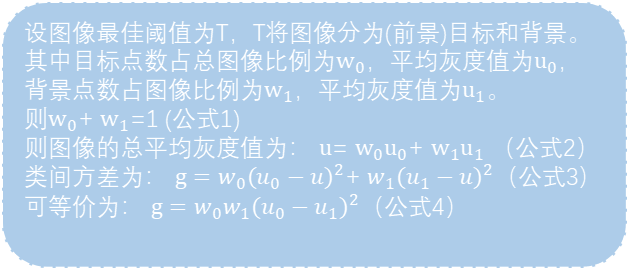 设图像最佳阈值为T，T将图像分为(前景)目标和背景。
其中目标点数占总图像比例为w₀，平均灰度值为u₀，
背景点数占图像比例为w₁，平均灰度值为u₁。
则w₀+ w₁=1 (公式1)
则图像的总平均灰度值为： u= w₀u₀+ w₁u₁ （公式2）
类间方差为： g = w₀(u₀ − u)²+ w₁(u₁ − u)²（公式3）
可等价为： g = w₀w₁(u₀ − u₁)²（公式4）